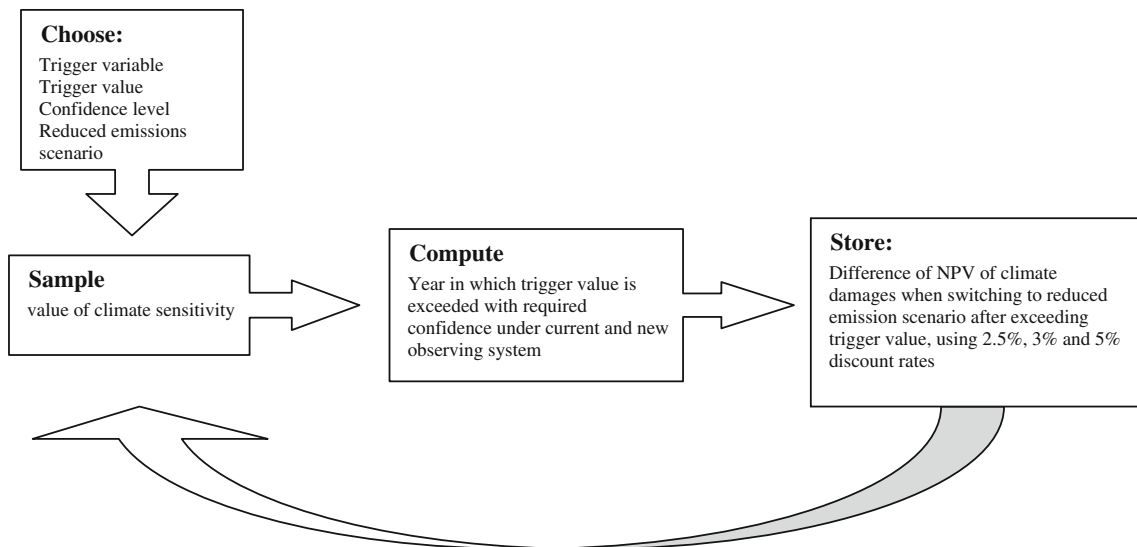 Choose:
Trigger variable
Trigger value
Confidence level
Reduced emissions
scenario
Sample
value of climate sensitivity
Compute
Year in which trigger value is
exceeded with required
confidence under current and new
observing system
Store:
Difference of NPV of climate
damages when switching to reduced
emission scenario after exceeding
trigger value, using 2.5%, 3% and 5%
discount rates